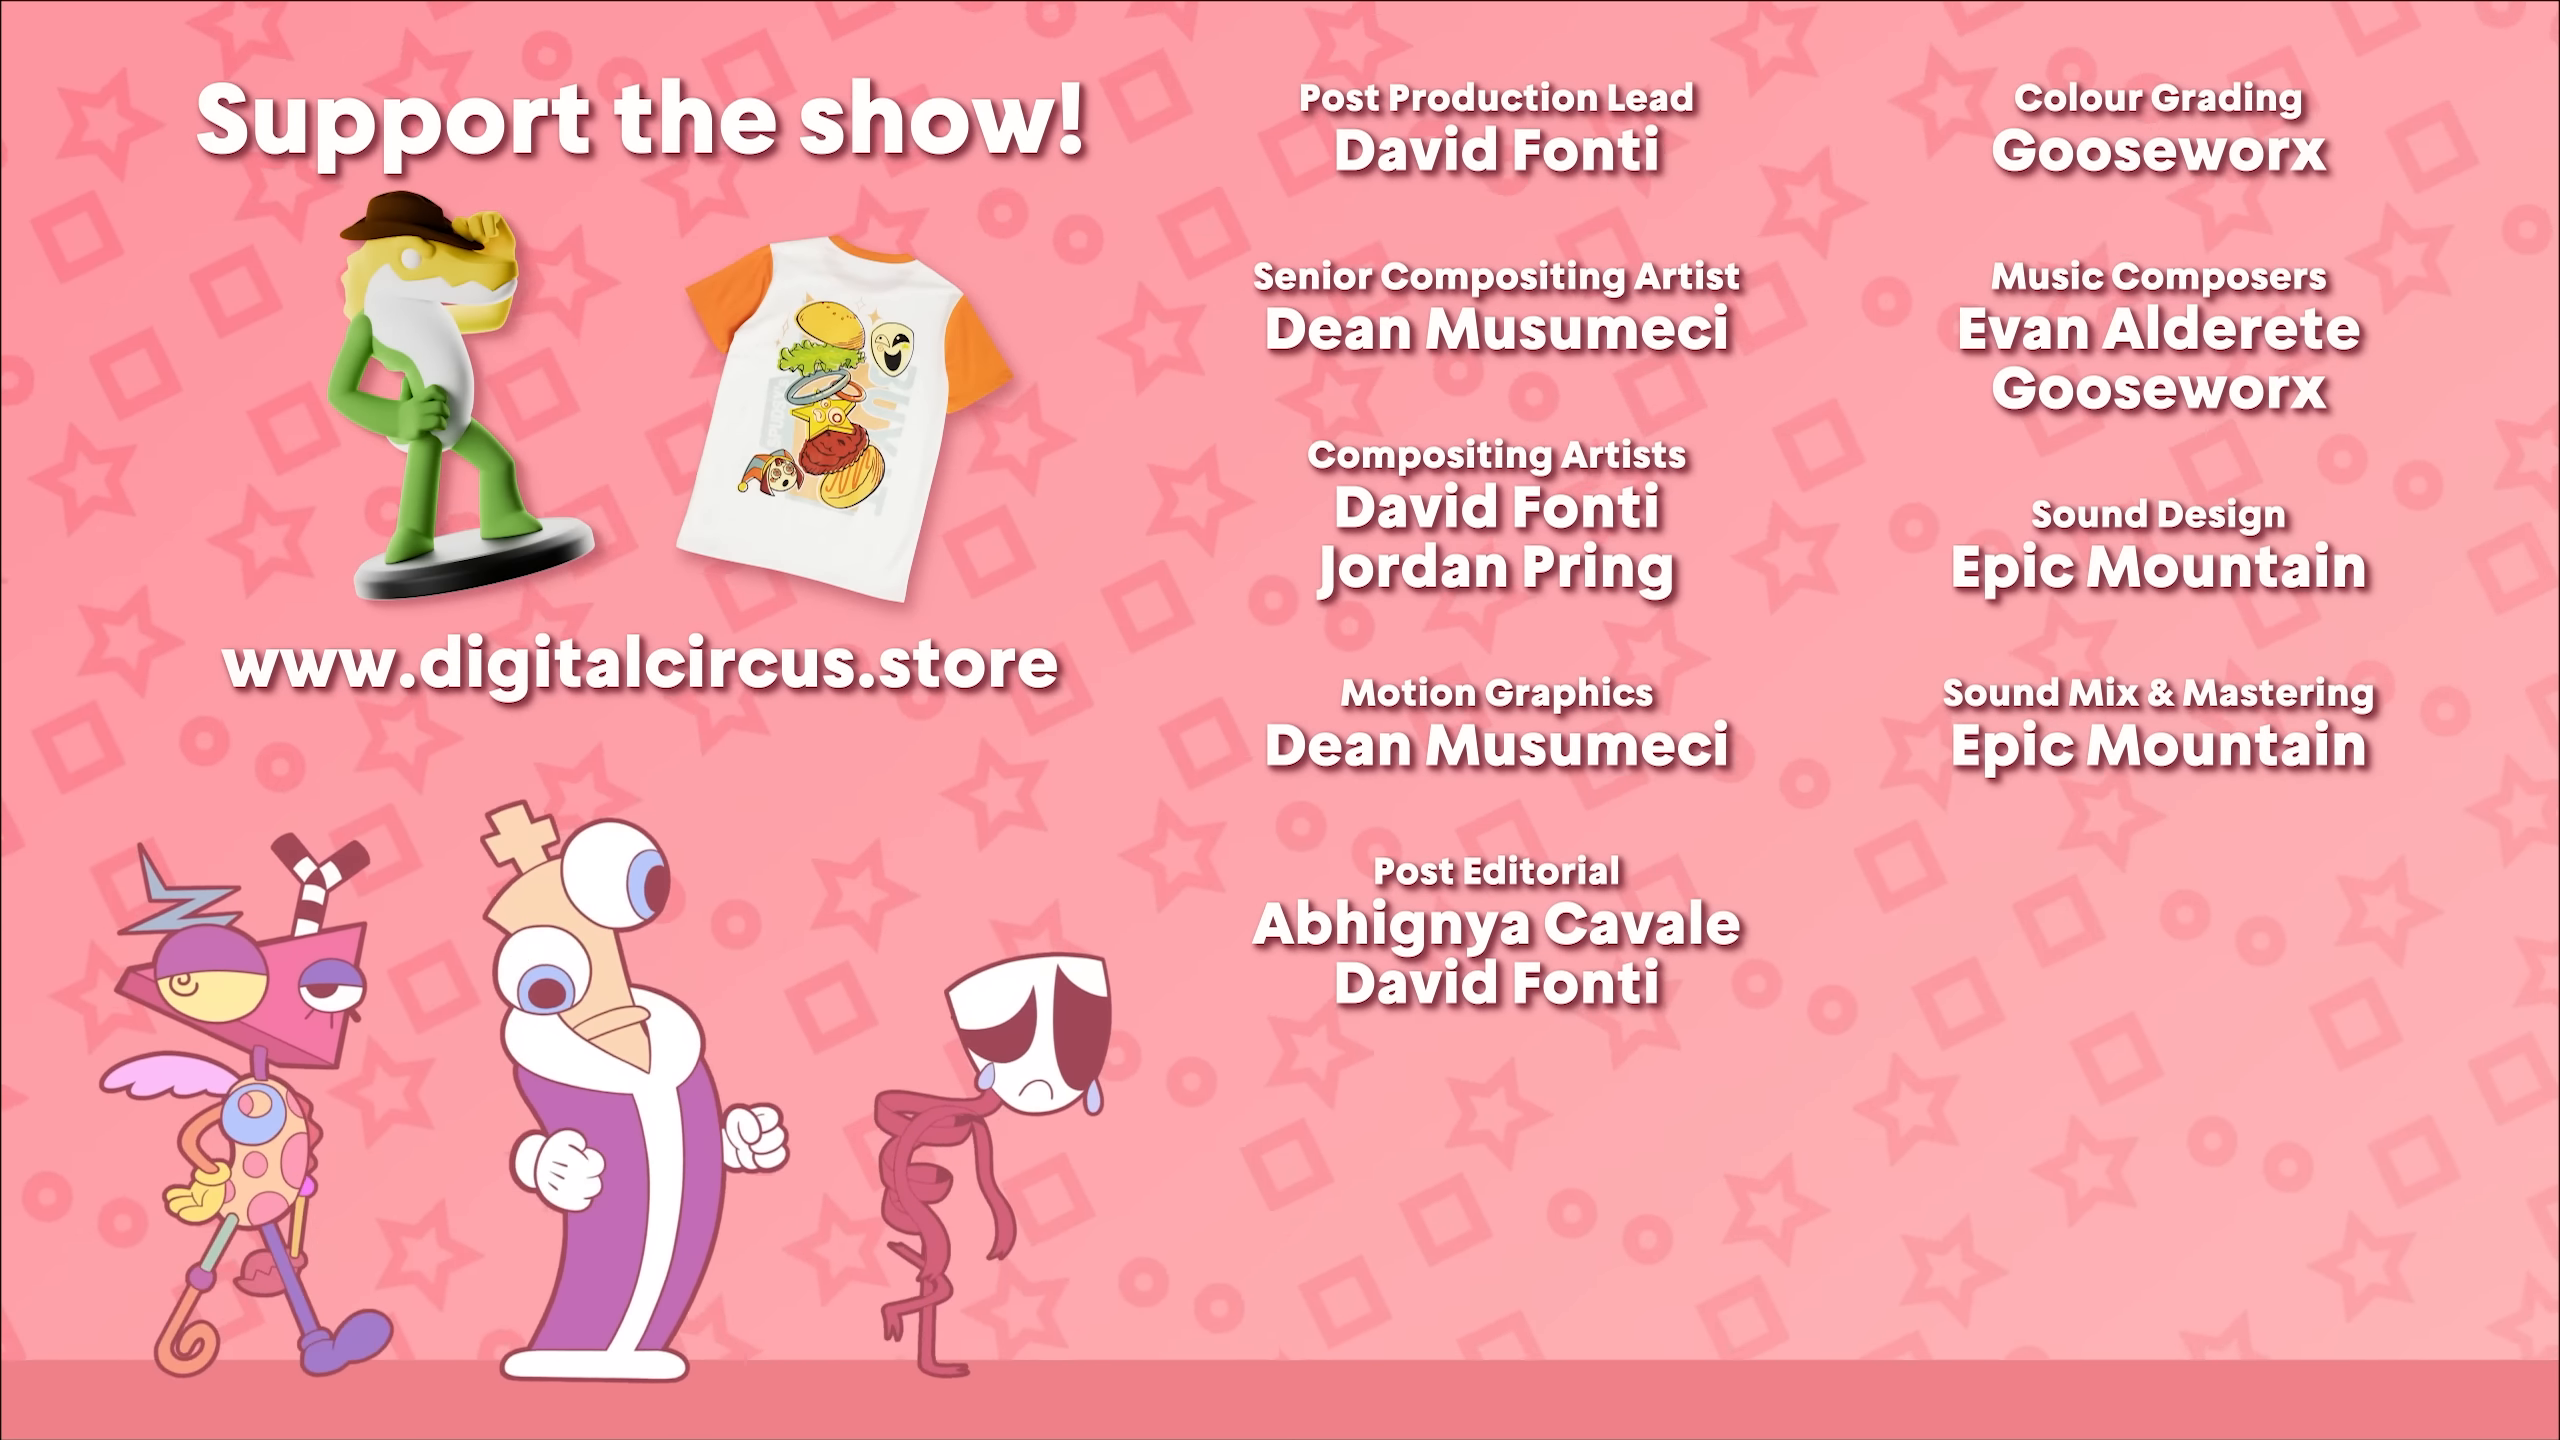 Support the show!
www.digitalcircus.store
Post Production Lead
David Fonti
Senior Compositing Artist
Dean Musumeci
Compositing Artists
David Fonti
Jordan Pring
Motion Graphics
Dean Musumeci
Post Editorial
Abhignya Cavale
David Fonti
Colour Grading
Gooseworx
Music Composers
Evan Alderete
Gooseworx
Sound Design
Epic Mountain
Sound Mix & Mastering
Epic Mountain